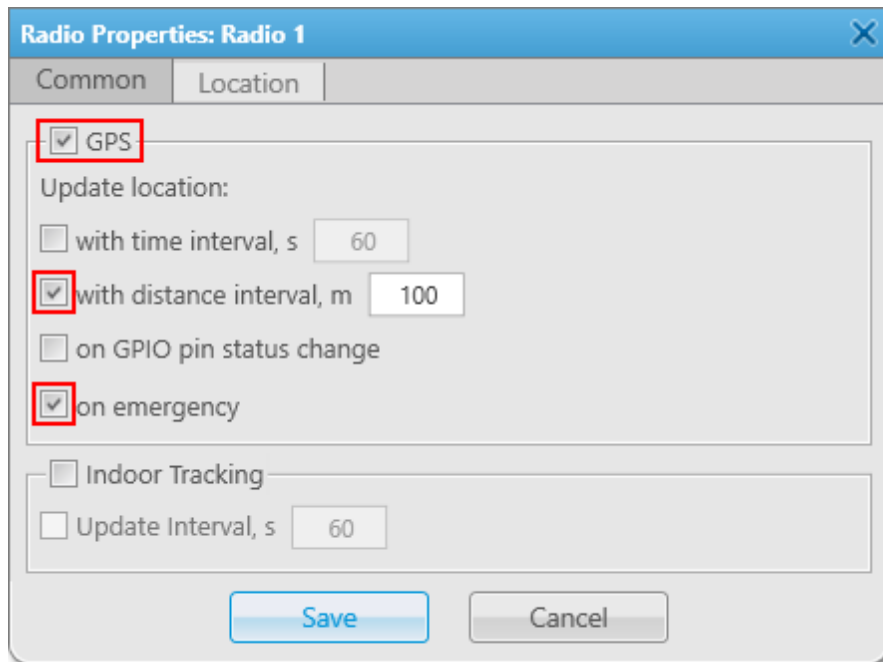 Radio Properties: Radio 1
Common Location
GPS
Update location:
with time interval, s 60
with distance interval, m 100
on GPIO pin status change
on emergency
Indoor Tracking
Update Interval, s 60
Save Cancel